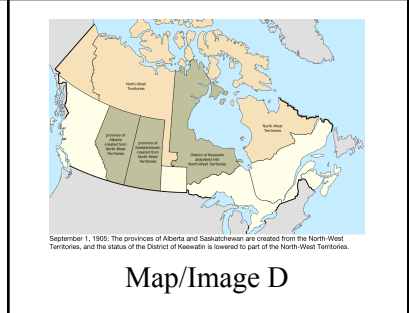 North-West
Territories
North-West
Territories
province of
Alberta
created from
North-West
Territories
province of
Saskatchewan
created from
North-West
Territories
District of Keewatin
absorbed into
North-West Territories
September 1, 1905: The provinces of Alberta and Saskatchewan are created from the North-West
Territories, and the status of the District of Keewatin is lowered to part of the North-West Territories.
Map/Image D